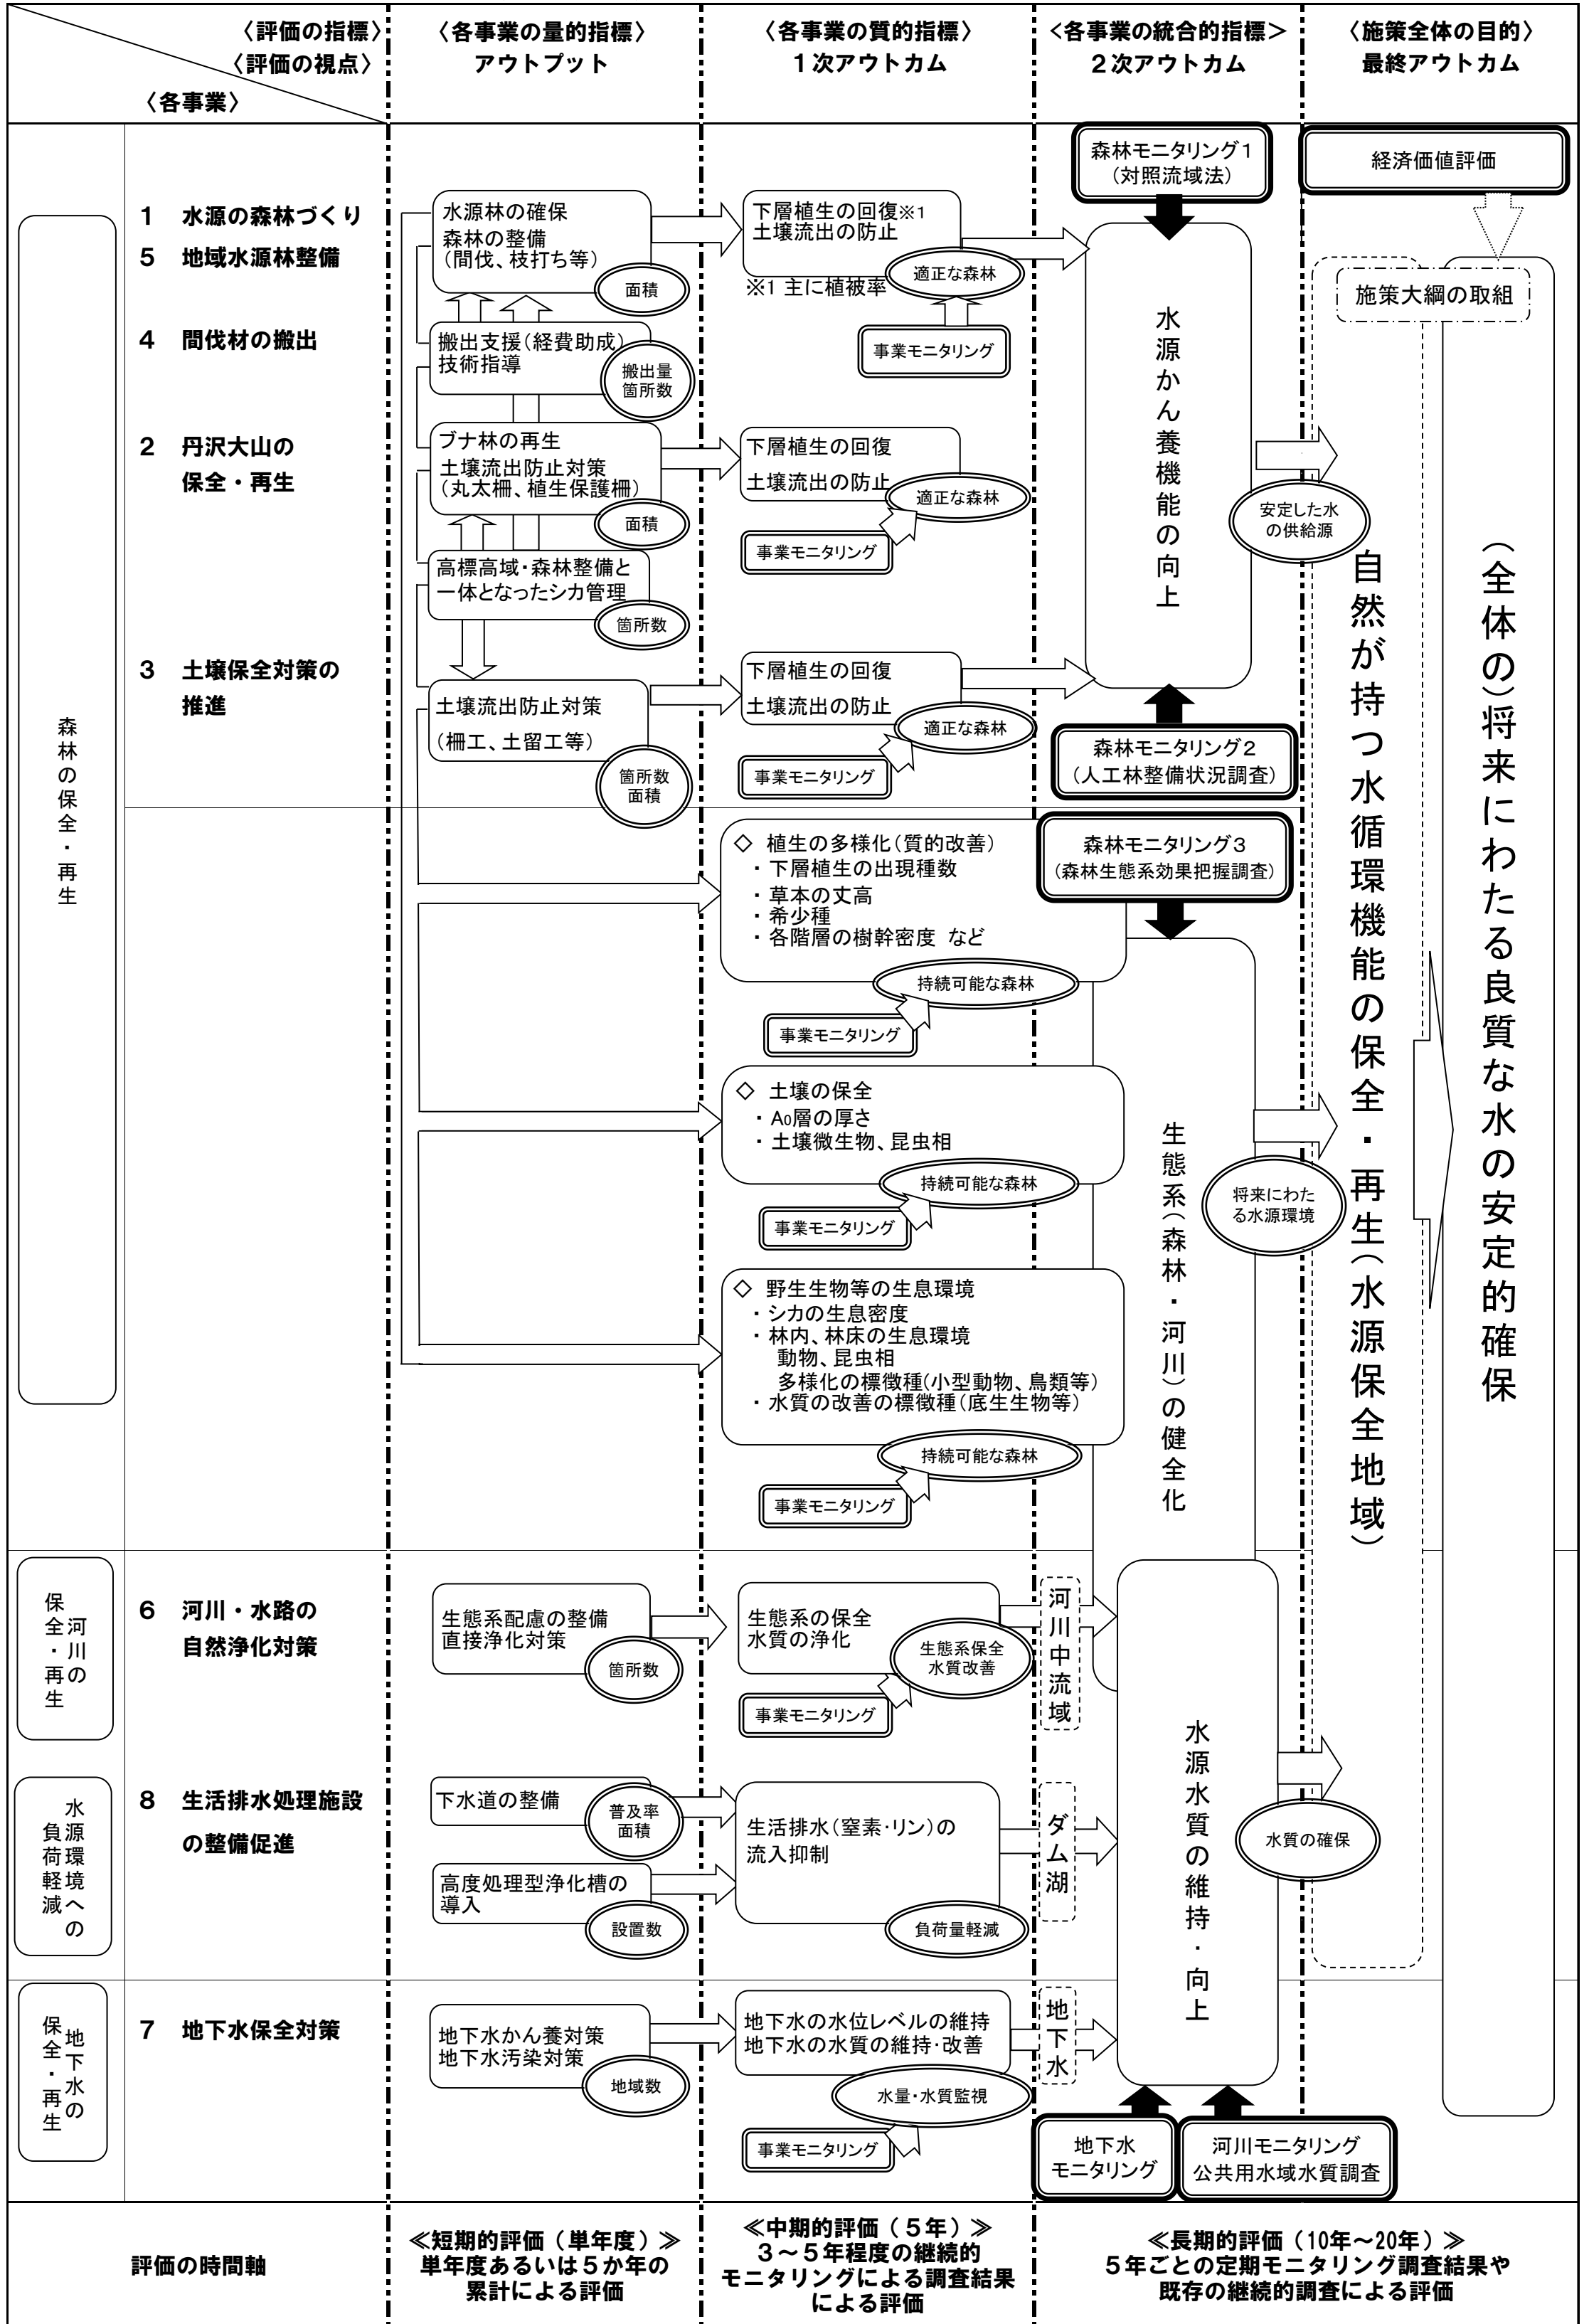 〈評価の指標〉
〈評価の視点〉
〈各事業〉
〈各事業の量的指標〉
アウトプット
〈各事業の質的指標〉
１次アウトカム
<各事業の統合的指標>
２次アウトカム
〈施策全体の目的〉
最終アウトカム
森林の保全・再生
1 水源の森林づくり
5 地域水源林整備
水源林の確保
森林の整備
（間伐、枝打ち等）
面積
下層植生の回復※1
土壌流出の防止
適正な森林
※1 主に植被率
事業モニタリング
4 間伐材の搬出
搬出支援（経費助成）
技術指導
搬出量
箇所数
2 丹沢大山の
保全・再生
ブナ林の再生
土壌流出防止対策
（丸太柵、植生保護柵）
面積
下層植生の回復
土壌流出の防止
適正な森林
事業モニタリング
高標高域・森林整備と
一体となったシカ管理
箇所数
3 土壌保全対策の
推進
土壌流出防止対策
（柵工、土留工等）
箇所数
面積
下層植生の回復
土壌流出の防止
適正な森林
事業モニタリング
◇ 植生の多様化（質的改善）
・下層植生の出現種数
・草本の丈高
・希少種
・各階層の樹幹密度 など
持続可能な森林
事業モニタリング
◇ 土壌の保全
・A0層の厚さ
・土壌微生物、昆虫相
持続可能な森林
事業モニタリング
◇ 野生生物等の生息環境
・シカの生息密度
・林内、林床の生息環境
動物、昆虫相
多様化の標徴種（小型動物、鳥類等）
・水質の改善の標徴種（底生生物等）
持続可能な森林
事業モニタリング
森林モニタリング１
（対照流域法）
水源かん養機能の向上
安定した水
の供給源
森林モニタリング２
（人工林整備状況調査）
森林モニタリング３
（森林生態系効果把握調査）
生態系（森林・河川）の健全化
将来にわた
る水源環境
経済価値評価
施策大綱の取組
自然が持つ水循環機能の保全・再生（水源保全地域）
（全体の）将来にわたる良質な水の安定的確保
河川の
保全・再生
6 河川・水路の
自然浄化対策
生態系配慮の整備
直接浄化対策
箇所数
生態系の保全
水質の浄化
生態系保全
水質改善
事業モニタリング
河川中流域
水源環境への
負荷軽減
8 生活排水処理施設
の整備促進
下水道の整備
普及率
面積
高度処理型浄化槽の
導入
設置数
生活排水（窒素・リン）の
流入抑制
負荷量軽減
ダム湖
水源水質の維持・向上
水質の確保
地下水の
保全・再生
7 地下水保全対策
地下水かん養対策
地下水汚染対策
地域数
地下水の水位レベルの維持
地下水の水質の維持・改善
水量・水質監視
事業モニタリング
地下水
地下水
モニタリング
河川モニタリング
公共用水域水質調査
評価の時間軸
≪短期的評価（単年度）≫
単年度あるいは５か年の
累計による評価
≪中期的評価（５年）≫
３～５年程度の継続的
モニタリングによる調査結果
による評価
≪長期的評価（10年～20年）≫
５年ごとの定期モニタリング調査結果や
既存の継続的調査による評価